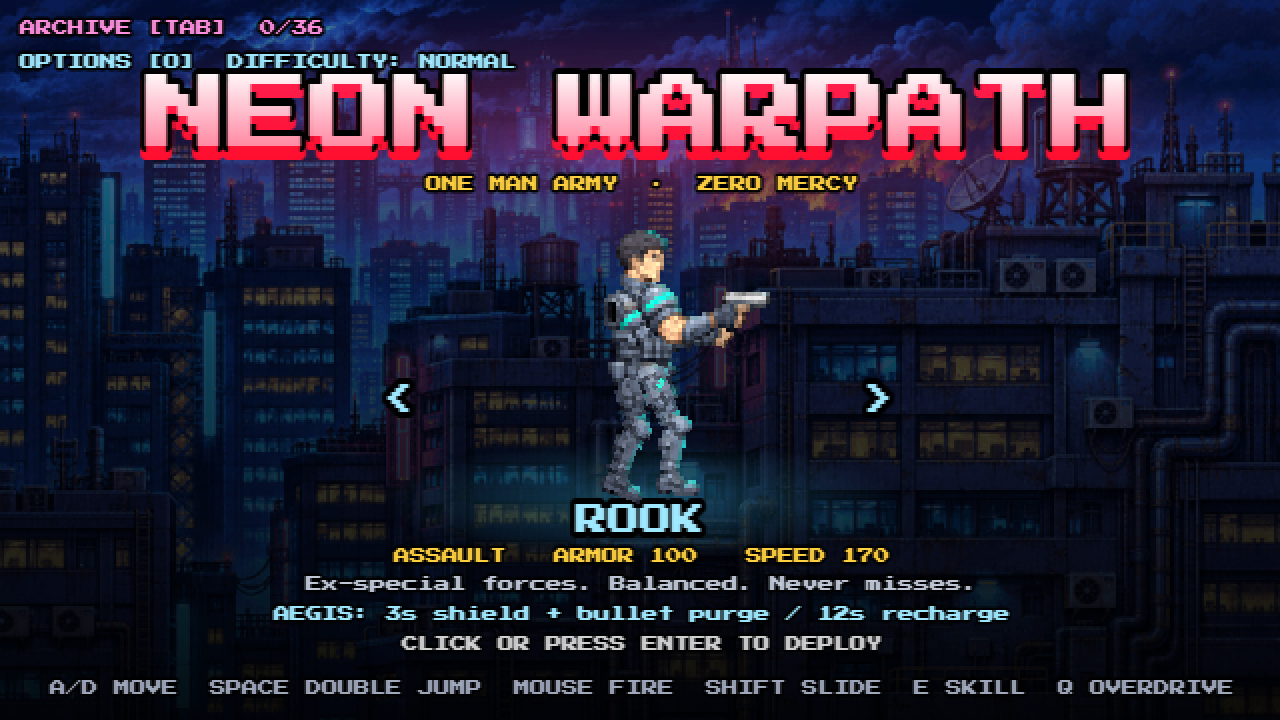 ARCHIVE [TAB] 0/36
OPTIONS [O] DIFFICULTY: NORMAL
NEON WARPATH
ONE MAN ARMY · ZERO MERCY
< >
ROOK
ASSAULT ARMOR 100 SPEED 170
Ex-special forces. Balanced. Never misses.
AEGIS: 3s shield + bullet purge / 12s recharge
CLICK OR PRESS ENTER TO DEPLOY
A/D MOVE SPACE DOUBLE JUMP MOUSE FIRE SHIFT SLIDE E SKILL Q OVERDRIVE